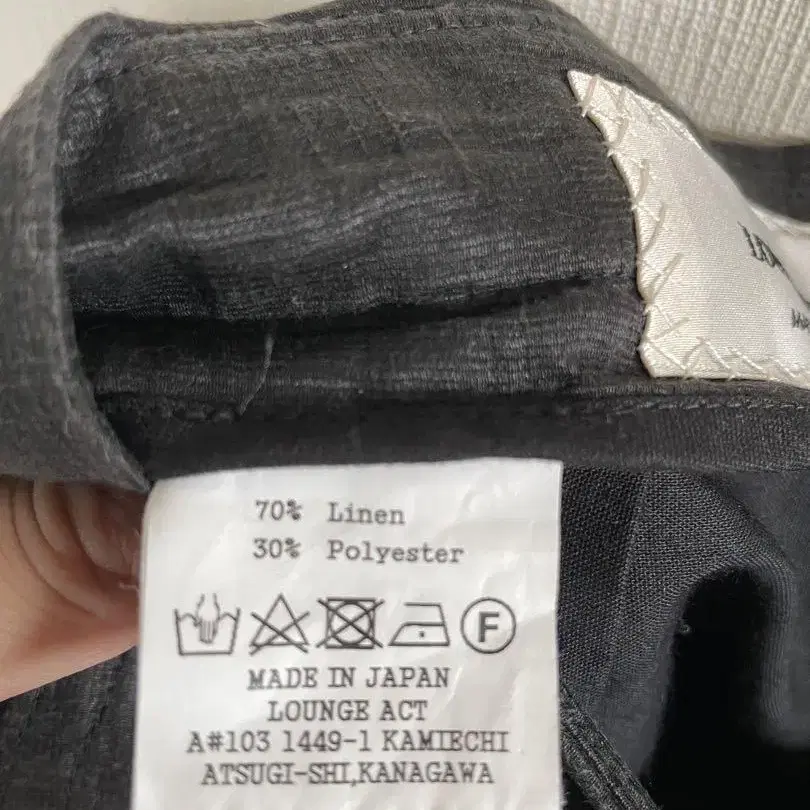 70% Linen
30% Polyester
F
MADE IN JAPAN
LOUNGE ACT
A#103 1449-1 KAMIECHI
ATSUGI-SHI,KANAGAWA